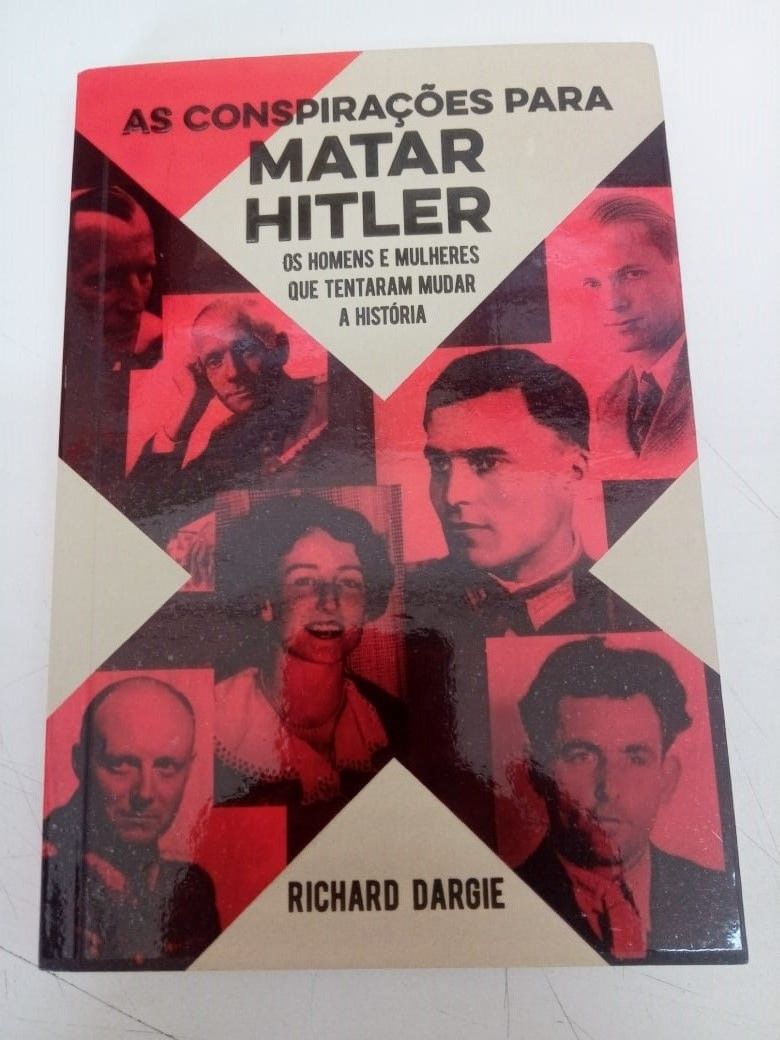 AS CONSPIRAÇÕES PARA
MATAR
HITLER
OS HOMENS E MULHERES
QUE TENTARAM MUDAR
A HISTÓRIA
RICHARD DARGIE